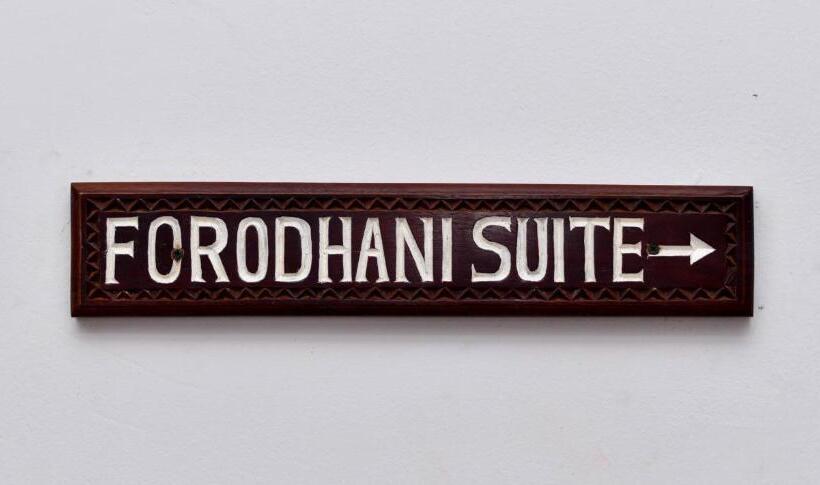 FORODHANI SUITE →